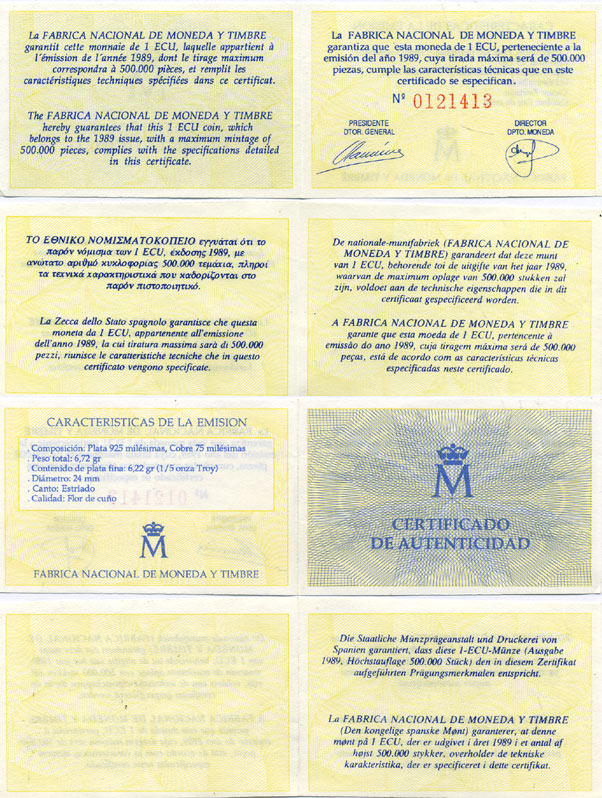 La FABRICA NACIONAL DE MONEDA Y TIMBRE
garantit cette monnaie de 1 ECU, laquelle appartient à
l'émission de l'année 1989, dont le tirage maximum
correspondra à 500.000 pièces, et remplit les
caractéristiques techniques spécifiées dans ce certificat.
The FABRICA NACIONAL DE MONEDA Y TIMBRE
hereby guarantees that this 1 ECU coin, which
belongs to the 1989 issue, with a maximum mintage of
500.000 pieces, complies with the specifications detailed
in this certificate.
La FABRICA NACIONAL DE MONEDA Y TIMBRE
garantiza que esta moneda de 1 ECU, perteneciente a la
emisión del año 1989, cuya tirada máxima será de 500.000
piezas, cumple las características técnicas que en este
certificado se especifican.
Nº 0121413
PRESIDENTE
DTOR. GENERAL
DIRECTOR
DPTO. MONEDA
ΤΟ ΕΘΝΙΚΟ ΝΟΜΙΣΜΑΤΟΚΟΠΕΙΟ εγγυάται ότι το
παρόν νόμισμα των 1 ECU, έκδοσης 1989, με
ανώτατο αριθμό κυκλοφορίας 500.000 τεμάχια, πληροί
τα τεχνικά χαρακτηριστικά που καδορίζονται στο
παρόν πιστοποιητικό.
La Zecca dello Stato spagnolo garantisce che questa
moneta da 1 ECU, appartenente all'emissione
dell'anno 1989, la cui tiratura massima sarà di 500.000
pezzi, riunisce le caratteristiche tecniche che in questo
certificato vengono specificate.
De nationale-muntfabriek (FABRICA NACIONAL DE
MONEDA Y TIMBRE) garandeert dat deze munt
van 1 ECU, behorende toi de uitgifte van het jaar 1989,
waarvan de maximum oplage van 500.000 stukken zal
zijn, voldoet aan de technische eigenschappen die in dit
certificaat gespecificeerd worden.
A FABRICA NACIONAL DE MONEDA Y TIMBRE
garante que esta moeda de 1 ECU, pertencente à
emissão do ano 1989, cuja tiragem máxima será de 500.000
peças, está de acordo com as características técnicas
especificadas neste certificado.
CARACTERISTICAS DE LA EMISION
. Composición: Plata 925 milésimas, Cobre 75 milésimas
. Peso total: 6,72 gr
. Contenido de plata fina: 6,22 gr (1/5 onza Troy)
. Diámetro: 24 mm
. Canto: Estriado
. Calidad: Flor de cuño
M
FABRICA NACIONAL DE MONEDA Y TIMBRE
M
CERTIFICADO
DE AUTENTICIDAD
Die Staatliche Münzprägeanstalt und Druckerei von
Spanien garantiert, dass diese 1-ECU-Münze (Ausgabe
1989, Höchstauflage 500.000 Stück) den in diesem Zertifikat
aufgeführten Prägungsmerkmalen entspricht.
La FABRICA NACIONAL DE MONEDA Y TIMBRE
(Den kongelige spanske Mønt) garanterer, at denne
mønt på 1 ECU, der er udgivet i året 1989 i et antal af
højst 500.000 stykker, overholder de tekniske
karakteristika, der er specificeret i dette certifikat.